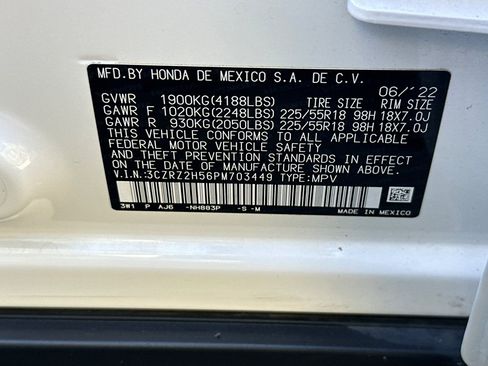 MFD.BY HONDA DE MEXICO S.A. DE C.V. 06/'22
GVWR 1900KG(4188LBS) TIRE SIZE RIM SIZE
GAWR F 1020KG(2248LBS) 225/55R18 98H 18X7.0J
GAWR R 930KG(2050LBS) 225/55R18 98H 18X7.0J
THIS VEHICLE CONFORMS TO ALL APPLICABLE
FEDERAL MOTOR VEHICLE SAFETY
STANDARDS IN EFFECT ON THE DATE OF
MANUFACTURE SHOWN ABOVE.
V.I.N.:3CZRZ2H56PM703449 TYPE:MPV
3W1 P AJ6 -NH883P -S -M MADE IN MEXICO